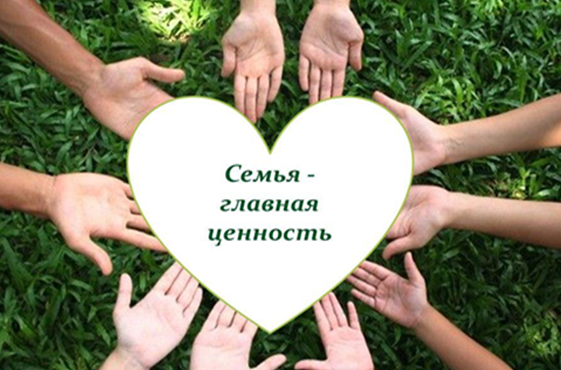 Семья -
главная
ценность